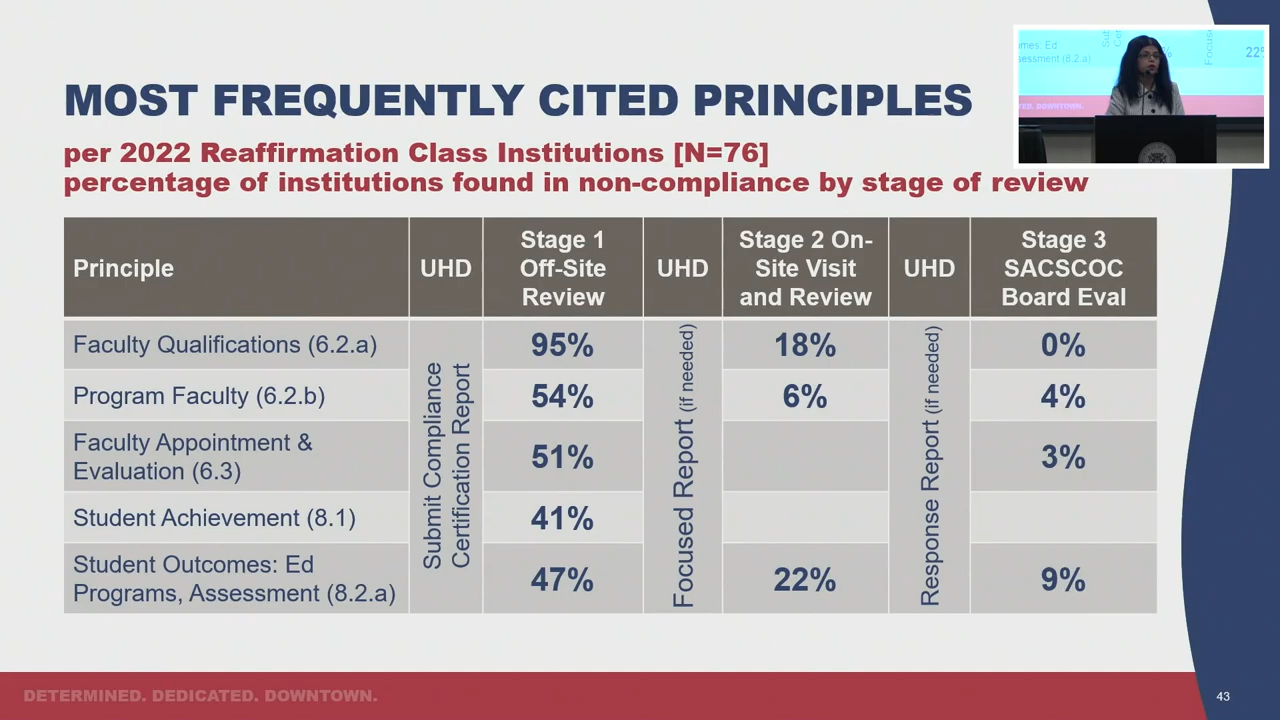 MOST FREQUENTLY CITED PRINCIPLES
per 2022 Reaffirmation Class Institutions [N=76]
percentage of institutions found in non-compliance by stage of review
Principle
UHD
Stage 1
Off-Site
Review
UHD
Stage 2 On-
Site Visit
and Review
UHD
Stage 3
SACSCOC
Board Eval
Faculty Qualifications (6.2.a)
95%
18%
0%
Program Faculty (6.2.b)
54%
6%
4%
Faculty Appointment &
Evaluation (6.3)
51%
3%
Student Achievement (8.1)
41%
Student Outcomes: Ed
Programs, Assessment (8.2.a)
47%
22%
9%
Submit Compliance
Certification Report
Focused Report (if needed)
Response Report (if needed)
DETERMINED. DEDICATED. DOWNTOWN.
43
(8.2.a)
22
DOWNTOWN.